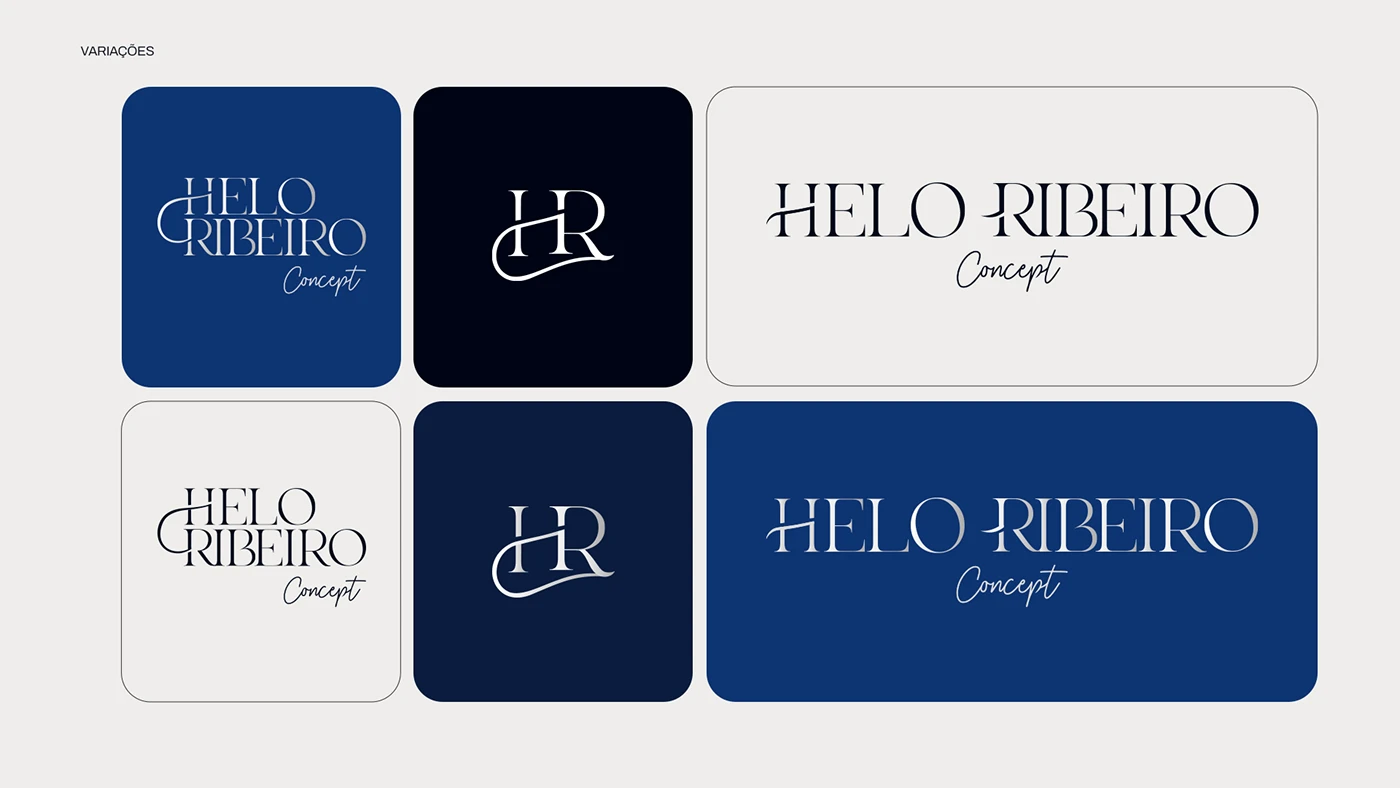 VARIAÇÕES
HELO
RIBEIRO
Concept
HR
HELO RIBEIRO
Concept
HELO
RIBEIRO
Concept
HR
HELO RIBEIRO
Concept